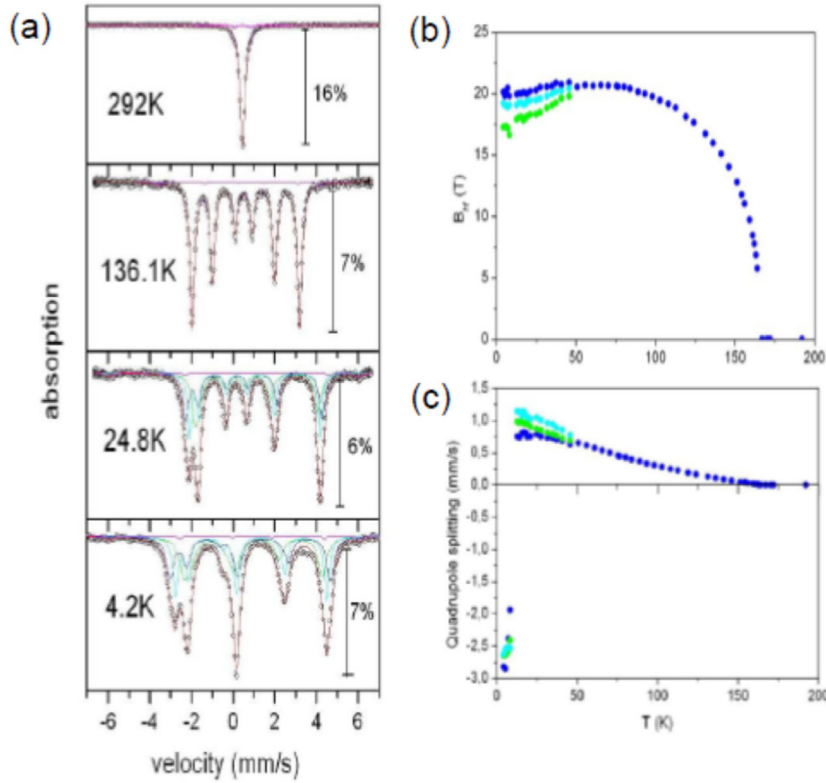 (a)
292K
16%
136.1K
7%
24.8K
6%
4.2K
7%
absorption
-6 -4 -2 0 2 4 6
velocity (mm/s)
(b)
25
20
15
10
5
0
0 50 100 150 200
(T)
(c)
1,5
1,0
0,5
0,0
-0,5
-1,0
-1,5
-2,0
-2,5
-3,0
0 50 100 150 200
Quadrupole splitting (mm/s)
T (K)